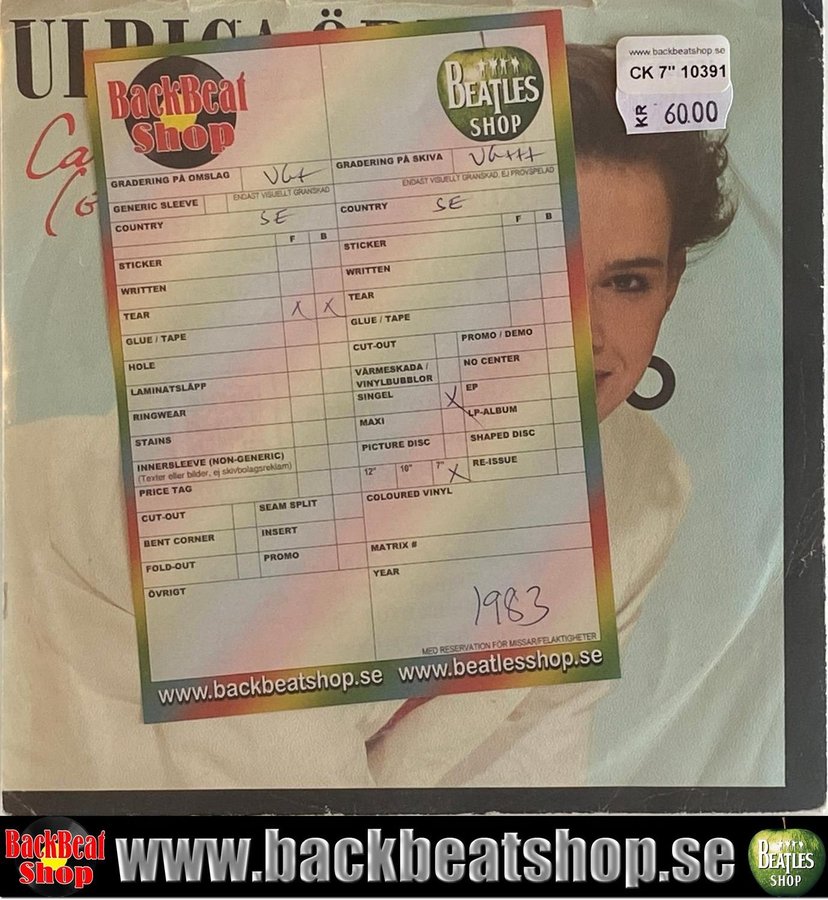 ULRICA
Ca
Co
www.backbeatshop.se
CK 7" 10391
KR 60.00
BackBeat
Shop
BEATLES
SHOP
GRADERING PÅ OMSLAG VG+
ENDAST VISUELLT GRANSKAD
GENERIC SLEEVE
COUNTRY SE
F B
STICKER
WRITTEN
TEAR X X
GLUE / TAPE
HOLE
LAMINATSLÄPP
RINGWEAR
STAINS
INNERSLEEVE (NON-GENERIC)
(Texter eller bilder, ej skivbolagsreklam)
PRICE TAG
CUT-OUT SEAM SPLIT
BENT CORNER INSERT
FOLD-OUT PROMO
ÖVRIGT
GRADERING PÅ SKIVA VG+++
ENDAST VISUELLT GRANSKAD, EJ PROVSPELAD
COUNTRY SE
F B
STICKER
WRITTEN
TEAR
GLUE / TAPE
CUT-OUT PROMO / DEMO
VÄRMESKADA /
VINYLBUBBLOR NO CENTER
SINGEL X EP
MAXI LP-ALBUM
PICTURE DISC SHAPED DISC
12" 10" 7" X RE-ISSUE
COLOURED VINYL
MATRIX #
YEAR
1983
MED RESERVATION FÖR MISSAR/FELAKTIGHETER
www.backbeatshop.se www.beatlesshop.se
BackBeat
Shop
www.backbeatshop.se
BEATLES
SHOP